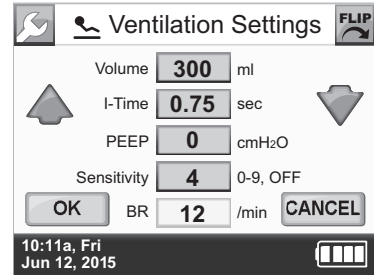 Ventilation Settings FLIP
Volume 300 ml
I-Time 0.75 sec
PEEP 0 cmH2O
Sensitivity 4 0-9, OFF
OK BR 12 /min CANCEL
10:11a, Fri
Jun 12, 2015